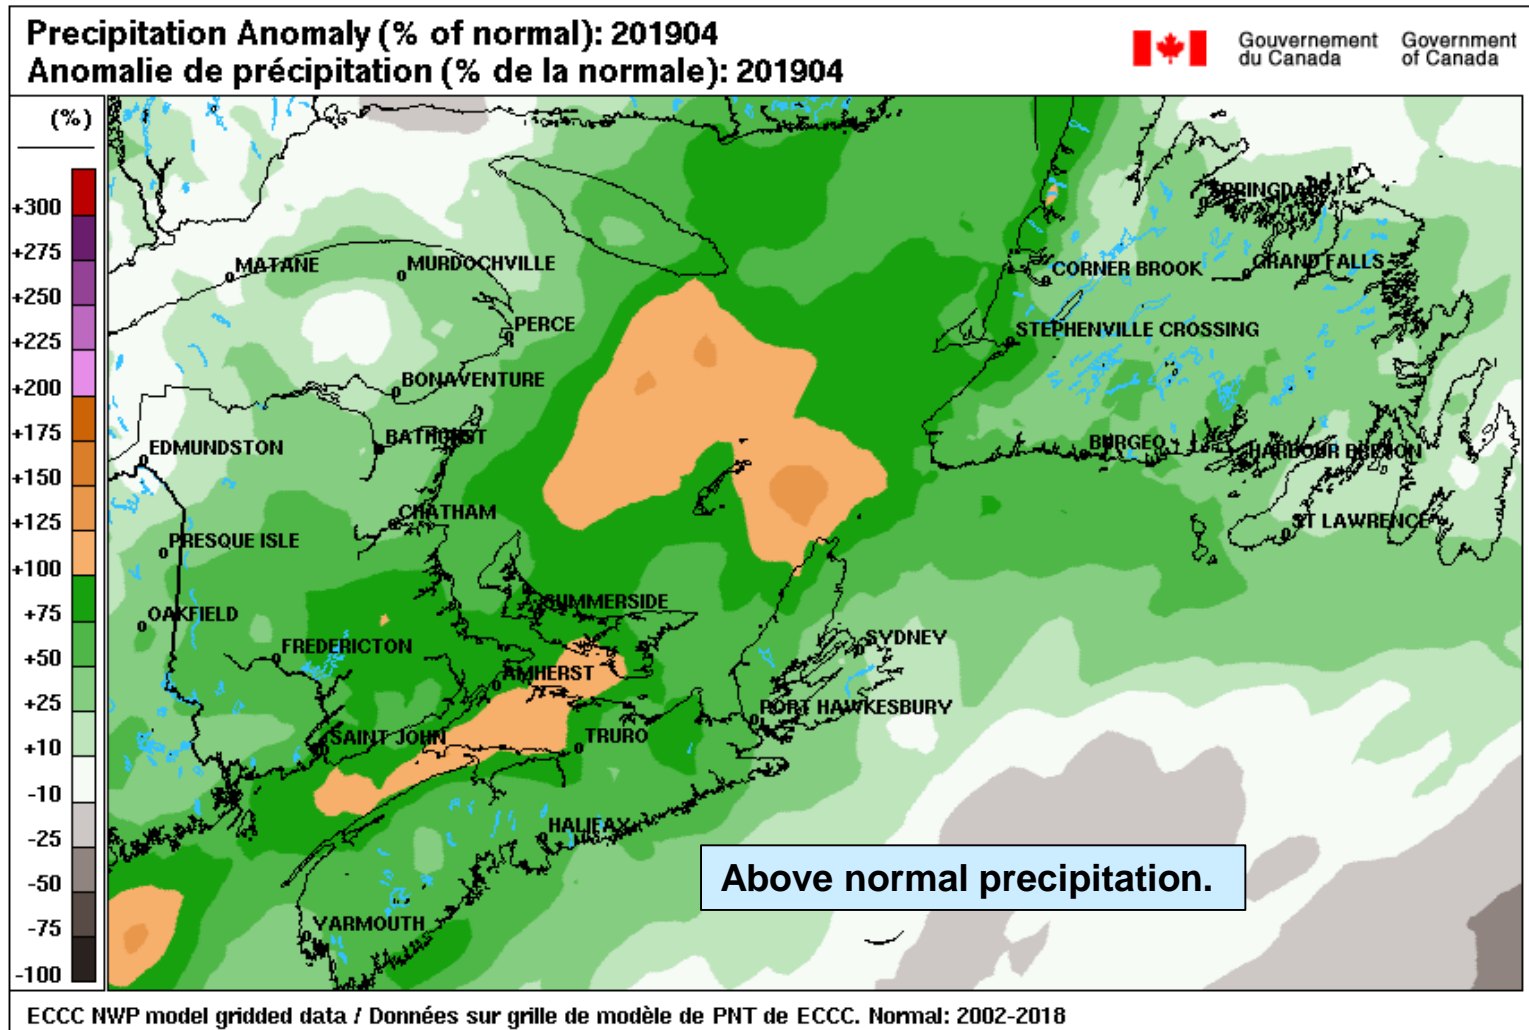 Precipitation Anomaly (% of normal): 201904
Anomalie de précipitation (% de la normale): 201904
Gouvernement du Canada
Government of Canada
(%)
+300
+275
+250
+225
+200
+175
+150
+125
+100
+75
+50
+25
+10
-10
-25
-50
-75
-100
SPRINGDALE
MATANE
MURDOCHVILLE
CORNER BROOK
GRAND FALLS
PERCE
STEPHENVILLE CROSSING
BONAVENTURE
BATHURST
EDMUNDSTON
BURGEO
HARBOUR BRETON
CHATHAM
ST LAWRENCE
PRESQUE ISLE
OAKFIELD
SUMMERSIDE
FREDERICTON
SYDNEY
AMHERST
PORT HAWKESBURY
SAINT JOHN
TRURO
HALIFAX
Above normal precipitation.
YARMOUTH
ECCC NWP model gridded data / Données sur grille de modèle de PNT de ECCC. Normal: 2002-2018